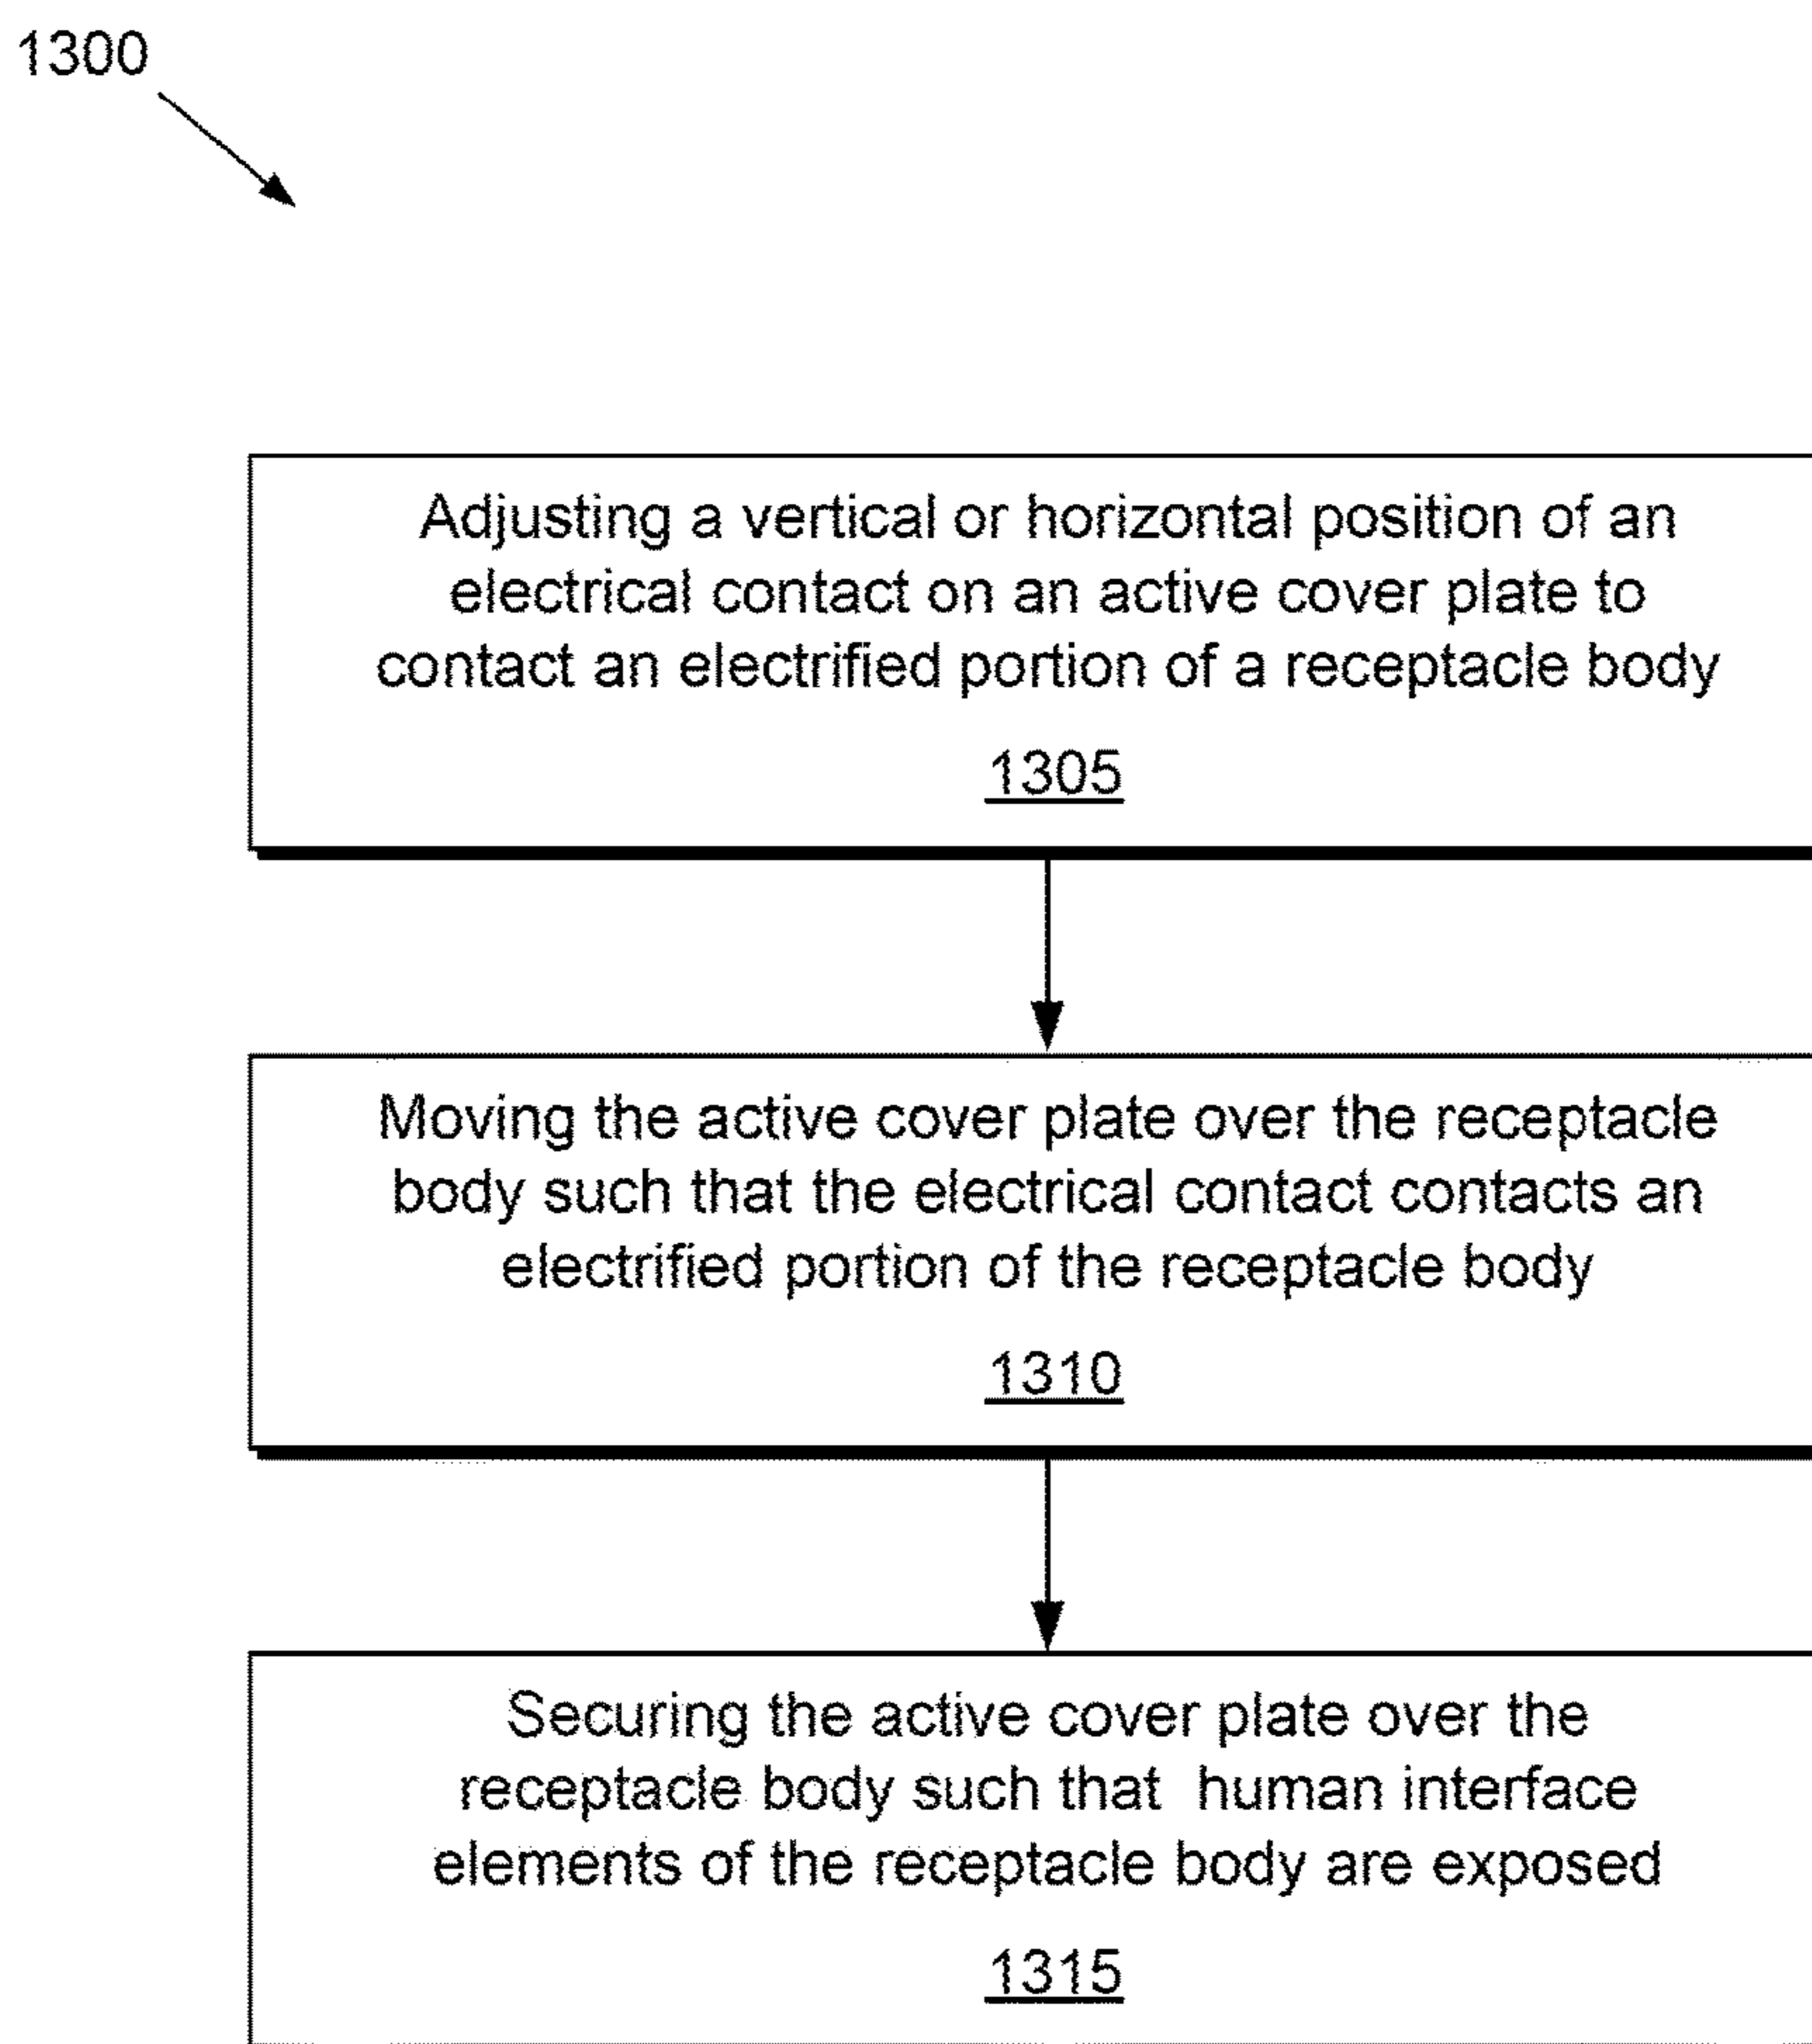 1300
Adjusting a vertical or horizontal position of an
electrical contact on an active cover plate to
contact an electrified portion of a receptacle body
1305
Moving the active cover plate over the receptacle
body such that the electrical contact contacts an
electrified portion of the receptacle body
1310
Securing the active cover plate over the
receptacle body such that human interface
elements of the receptacle body are exposed
1315